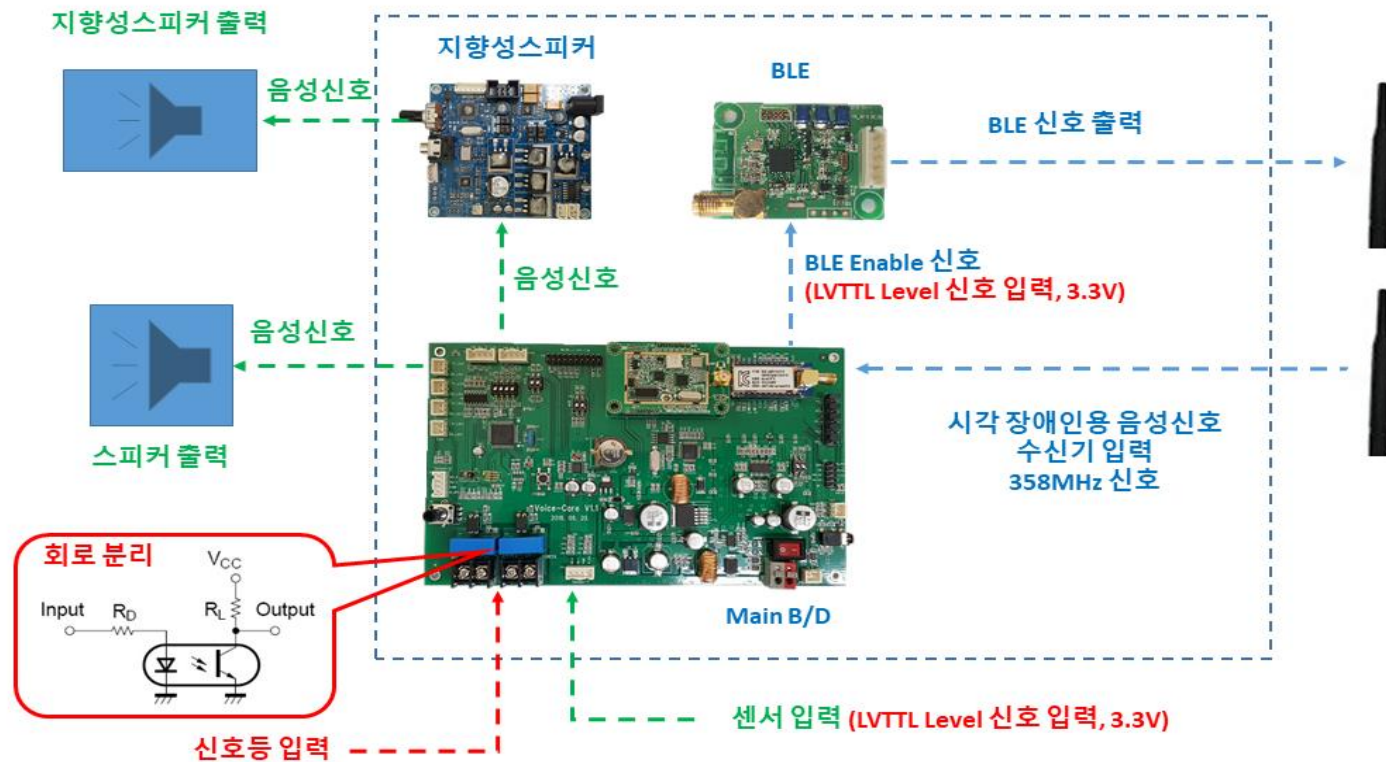 지향성스피커 출력
지향성스피커
BLE
음성신호
BLE 신호 출력
음성신호
BLE Enable 신호
(LVTTL Level 신호 입력, 3.3V)
음성신호
시각 장애인용 음성신호
수신기 입력
358MHz 신호
스피커 출력
Voice-Care V1.1
회로 분리
VCC
Input
RD
RL
Output
Main B/D
센서 입력 (LVTTL Level 신호 입력, 3.3V)
신호등 입력